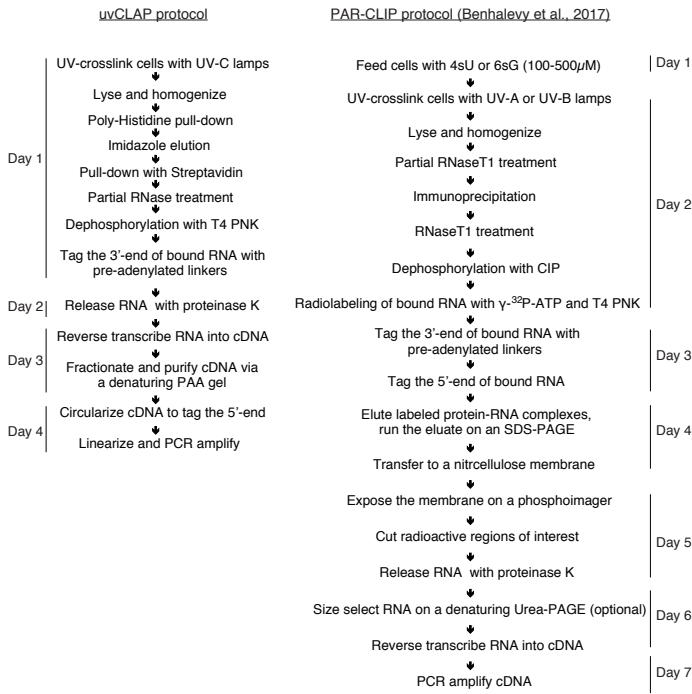 uvCLAP protocol
UV-crosslink cells with UV-C lamps
Lyse and homogenize
Poly-Histidine pull-down
Imidazole elution
Day 1
Pull-down with Streptavidin
Partial RNase treatment
Dephosphorylation with T4 PNK
Tag the 3'-end of bound RNA with
pre-adenylated linkers
Day 2
Release RNA with proteinase K
Reverse transcribe RNA into cDNA
Day 3
Fractionate and purify cDNA via
a denaturing PAA gel
Circularize cDNA to tag the 5'-end
Day 4
Linearize and PCR amplify
PAR-CLIP protocol (Benhalevy et al., 2017)
Feed cells with 4sU or 6sG (100-500µM)
Day 1
UV-crosslink cells with UV-A or UV-B lamps
Lyse and homogenize
Partial RNaseT1 treatment
Immunoprecipitation
Day 2
RNaseT1 treatment
Dephosphorylation with CIP
Radiolabeling of bound RNA with γ-³²P-ATP and T4 PNK
Tag the 3'-end of bound RNA with
pre-adenylated linkers
Day 3
Tag the 5'-end of bound RNA
Elute labeled protein-RNA complexes,
run the eluate on an SDS-PAGE
Day 4
Transfer to a nitrcellulose membrane
Expose the membrane on a phosphoimager
Cut radioactive regions of interest
Day 5
Release RNA with proteinase K
Size select RNA on a denaturing Urea-PAGE (optional)
Day 6
Reverse transcribe RNA into cDNA
Day 7
PCR amplify cDNA